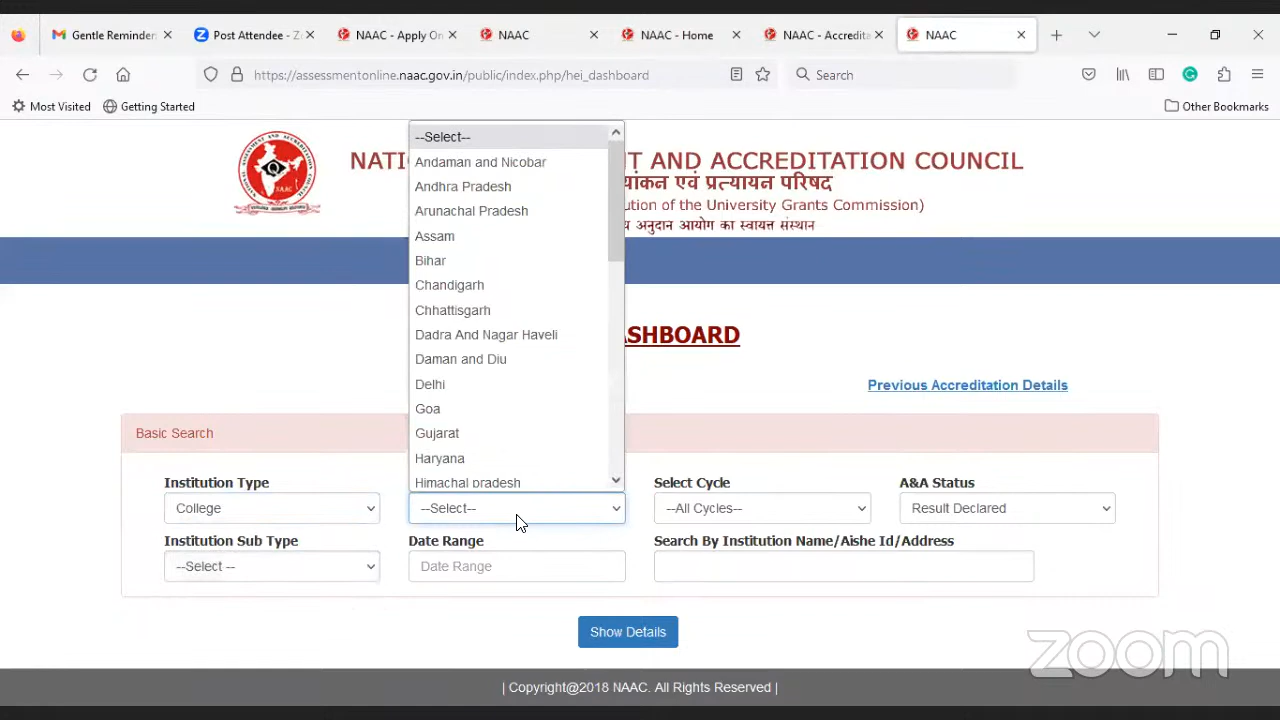 Gentle Reminder:
Post Attendee - Z
NAAC - Apply On
NAAC
NAAC - Home
NAAC - Accredita
NAAC
https://assessmentonline.naac.gov.in/public/index.php/hei_dashboard
Search
Most Visited
Getting Started
Other Bookmarks
NAAC
NATI
T AND ACCREDITATION COUNCIL
यांकन एवं प्रत्यायन परिषद
ution of the University Grants Commission)
य अनुदान आयोग का स्वायत्त संस्थान
--Select--
Andaman and Nicobar
Andhra Pradesh
Arunachal Pradesh
Assam
Bihar
Chandigarh
Chhattisgarh
Dadra And Nagar Haveli
Daman and Diu
Delhi
Goa
Gujarat
Haryana
Himachal pradesh
ASHBOARD
Previous Accreditation Details
Basic Search
Institution Type
Select Cycle
A&A Status
College
--Select--
--All Cycles--
Result Declared
Institution Sub Type
Date Range
Search By Institution Name/Aishe Id/Address
--Select --
Date Range
Show Details
zoom
| Copyright@2018 NAAC. All Rights Reserved |